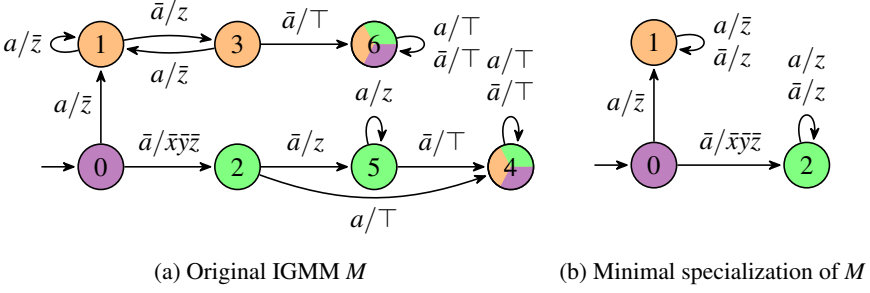 ā/z
ā/⊤
a/z̄ 1 3 6 a/⊤
ā/⊤
a/z̄
a/z̄
0 ā/x̄ȳz̄ 2 ā/z 5 ā/⊤ 4
a/z
a/⊤
ā/⊤
a/⊤
(a) Original IGMM M
1 a/z̄
ā/z
a/z̄
0 ā/x̄ȳz̄ 2
a/z
ā/z
(b) Minimal specialization of M